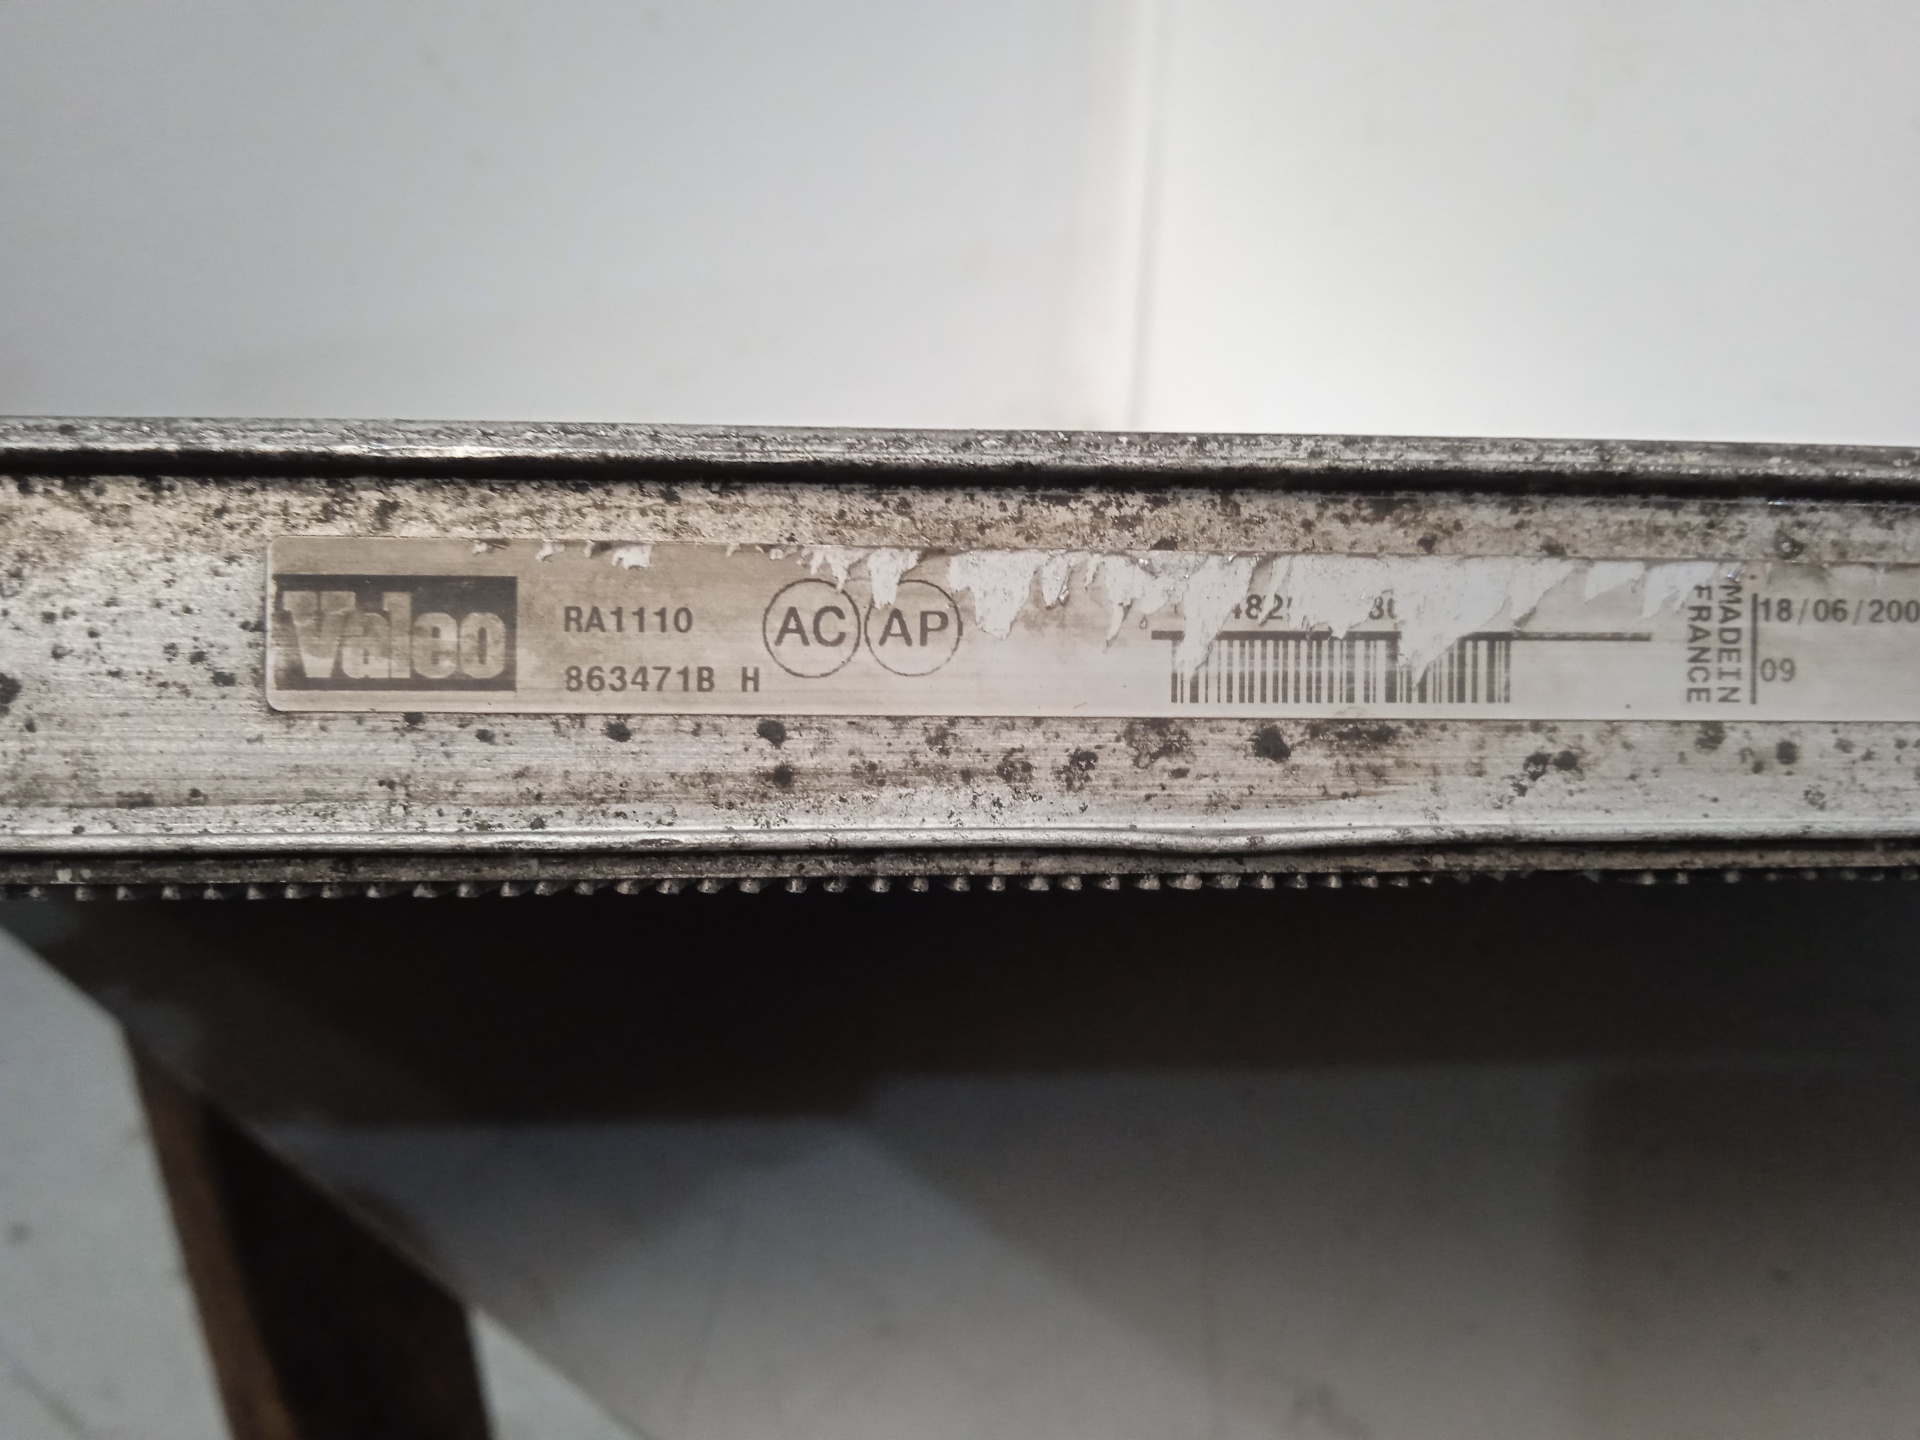 Valeo
RA1110
863471B H
AC
AP
MADE IN
FRANCE
18/06/200
09